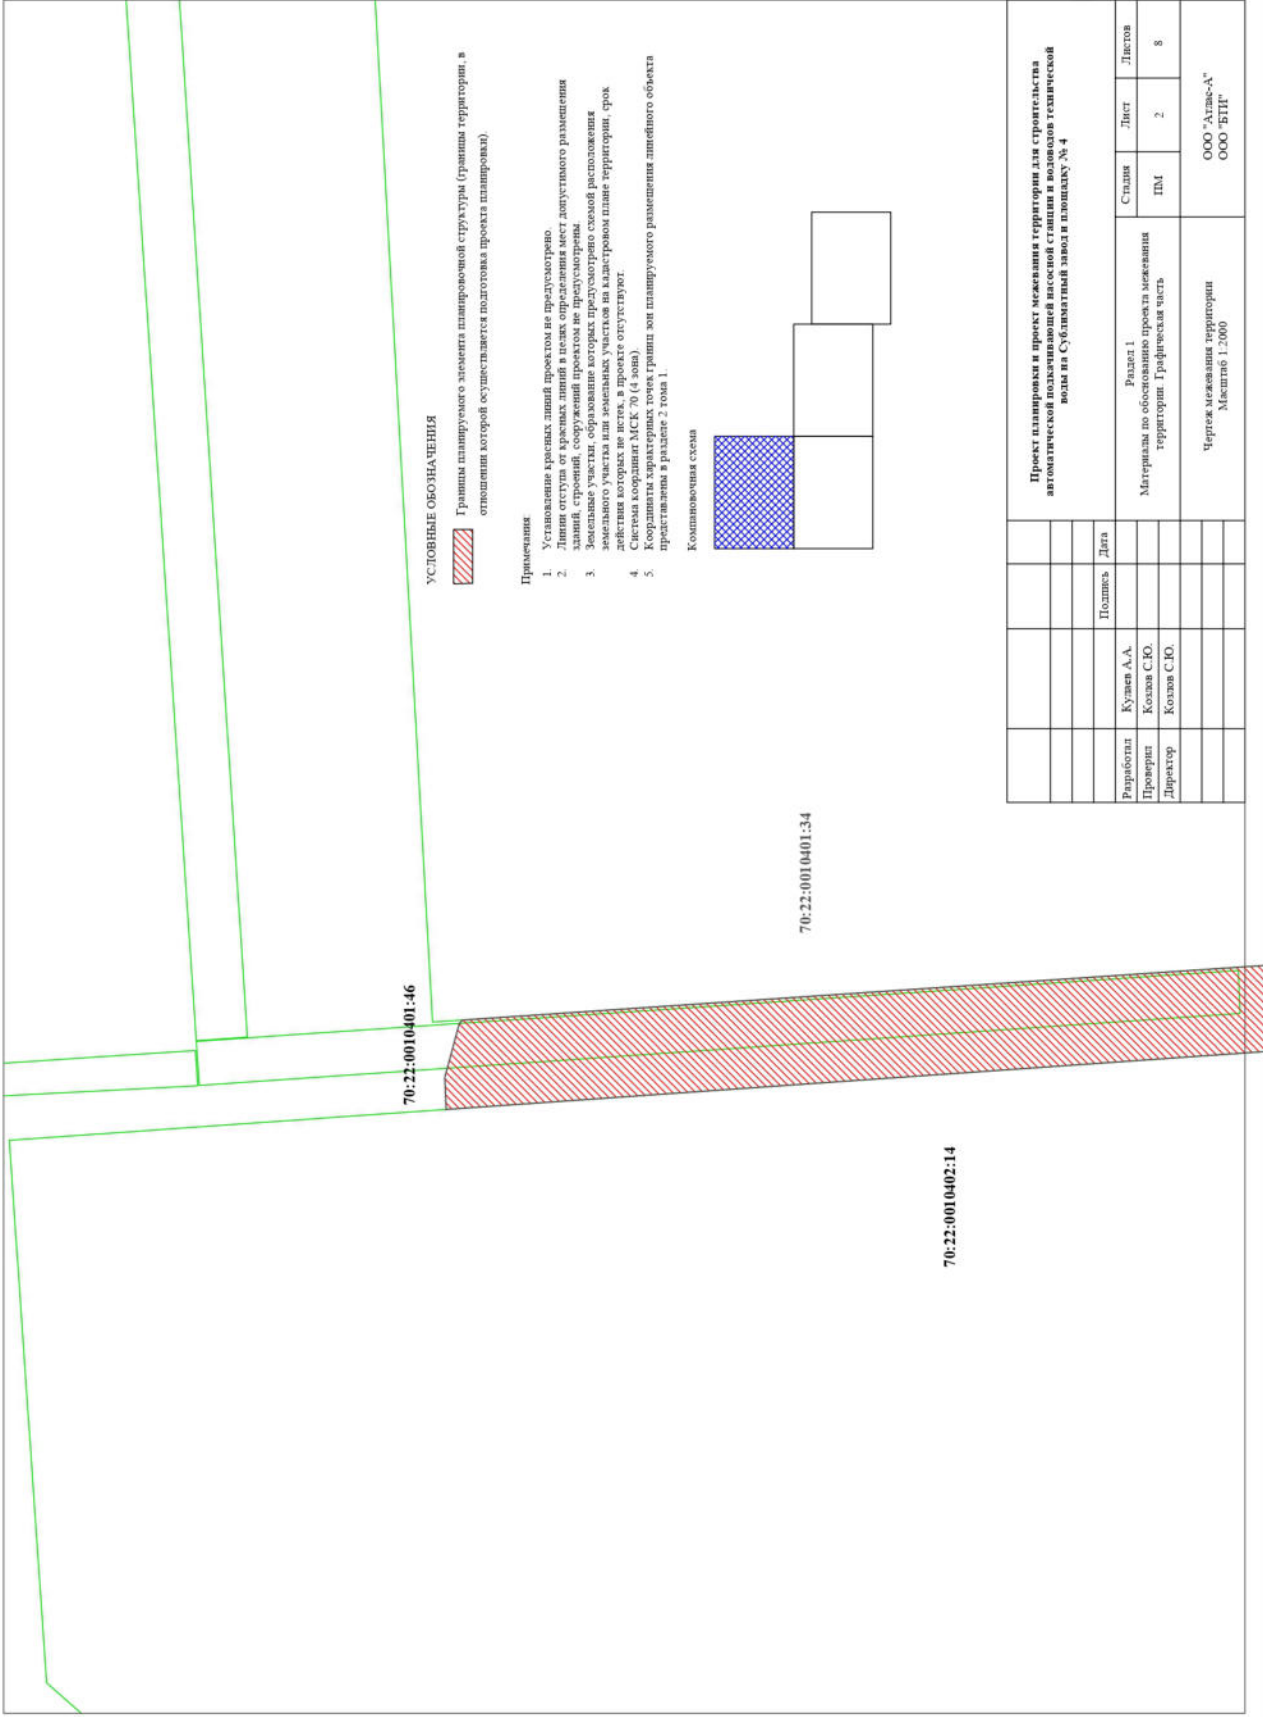 70:22:0010401:46
70:22:0010401:34
70:22:0010402:14
УСЛОВНЫЕ ОБОЗНАЧЕНИЯ
Границы планируемого элемента планировочной структуры (границы территории, в
отношении которой осуществляется подготовка проекта планировки).
Примечания:
1. Установление красных линий проектом не предусмотрено.
2. Линии отступа от красных линий в целях определения мест допустимого размещения
зданий, строений, сооружений проектом не предусмотрены.
3. Земельные участки, образование которых предусмотрено схемой расположения
земельного участка или земельных участков на кадастровом плане территории, срок
действия которых не истек, в проекте отсутствуют.
4. Система координат МСК 70 (4 зона).
5. Координаты характерных точек границ зон планируемого размещения линейного объекта
представлены в разделе 2 тома 1.
Компановочная схема
Проект планировки и проект межевания территории для строительства
автоматической подкачивающей насосной станции и водоводов технической
воды на Сублиматный завод и площадку № 4
Подпись Дата
Разработал Кулаев А.А.
Проверил Козлов С.Ю.
Директор Козлов С.Ю.
Раздел 1
Материалы по обоснованию проекта межевания
территории. Графическая часть
Стадия Лист Листов
ПМ 2 8
Чертеж межевания территории
Масштаб 1:2000
ООО "Атлас-А"
ООО "БТИ"